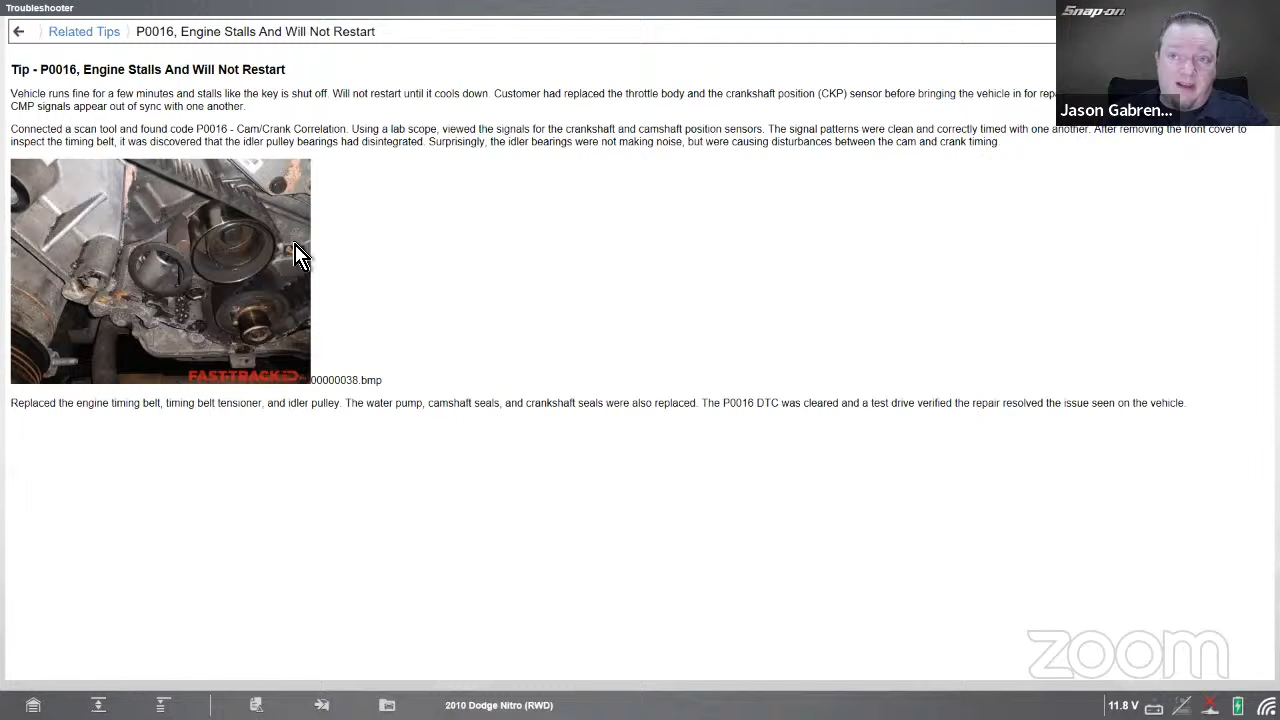 Troubleshooter
Related Tips P0016, Engine Stalls And Will Not Restart
Snap-on
Jason Gabren...
Tip - P0016, Engine Stalls And Will Not Restart
Vehicle runs fine for a few minutes and stalls like the key is shut off. Will not restart until it cools down. Customer had replaced the throttle body and the crankshaft position (CKP) sensor before bringing the vehicle in for
CMP signals appear out of sync with one another.
Connected a scan tool and found code P0016 - Cam/Crank Correlation. Using a lab scope, viewed the signals for the crankshaft and camshaft position sensors. The signal patterns were clean and correctly timed with one another. After removing the front cover to
inspect the timing belt, it was discovered that the idler pulley bearings had disintegrated. Surprisingly, the idler bearings were not making noise, but were causing disturbances between the cam and crank timing.
FAST-TRACK
00000038.bmp
Replaced the engine timing belt, timing belt tensioner, and idler pulley. The water pump, camshaft seals, and crankshaft seals were also replaced. The P0016 DTC was cleared and a test drive verified the repair resolved the issue seen on the vehicle.
zoom
2010 Dodge Nitro (RWD)
11.8 V